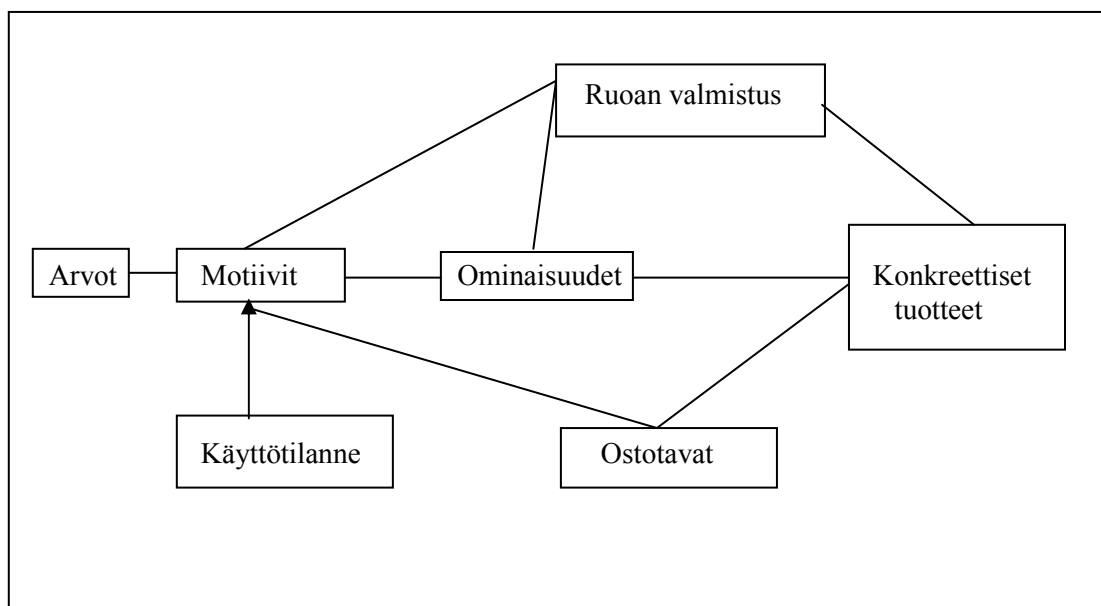 Ruoan valmistus
Arvot
Motiivit
Ominaisuudet
Konkreettiset
tuotteet
Käyttötilanne
Ostotavat